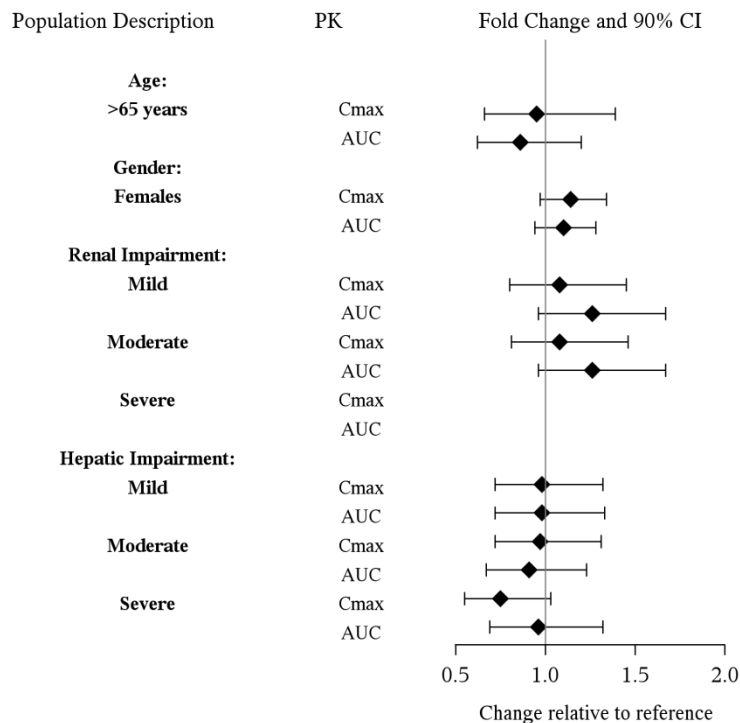 Population Description PK Fold Change and 90% CI
Age:
>65 years Cmax
AUC
Gender:
Females Cmax
AUC
Renal Impairment:
Mild Cmax
AUC
Moderate Cmax
AUC
Severe Cmax
AUC
Hepatic Impairment:
Mild Cmax
AUC
Moderate Cmax
AUC
Severe Cmax
AUC
0.5 1.0 1.5 2.0
Change relative to reference